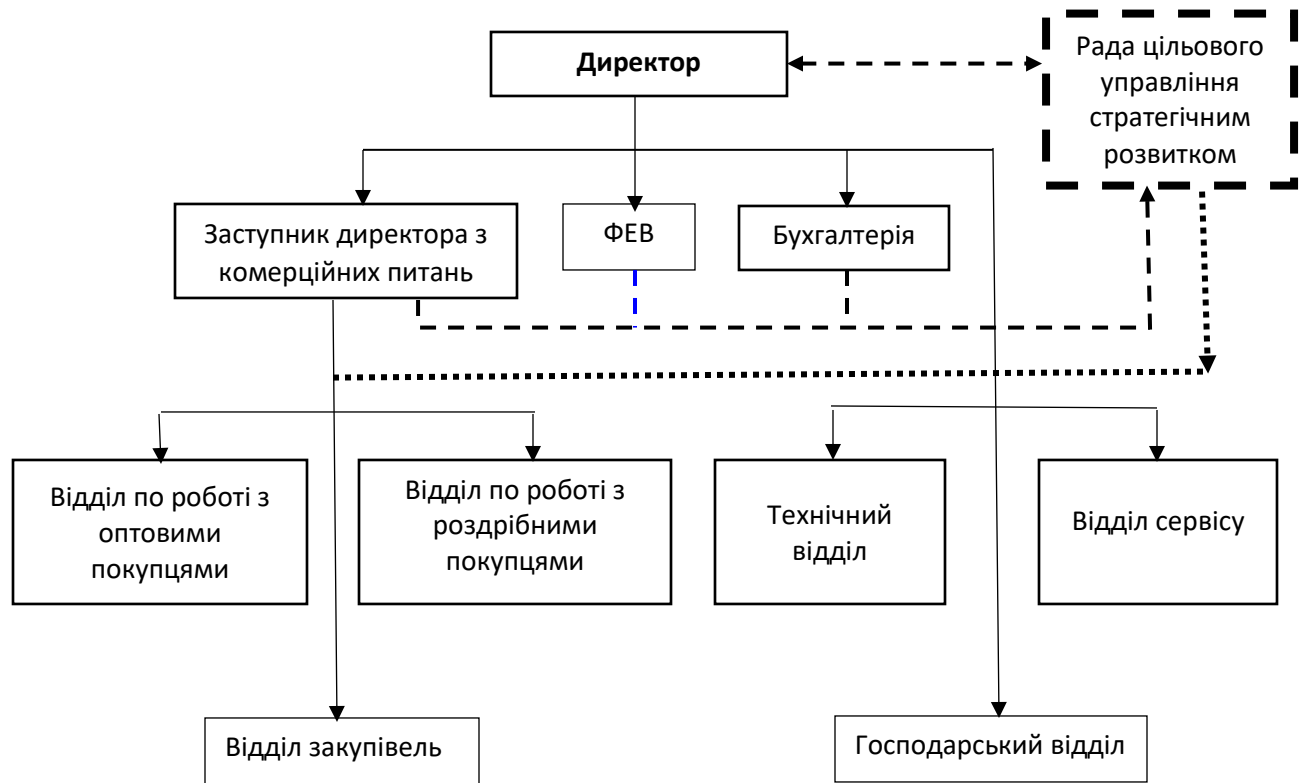 Директор
Рада цільового
управління
стратегічним
розвитком
Заступник директора з
комерційних питань
ФЕВ
Бухгалтерія
Відділ по роботі з
оптовими
покупцями
Відділ по роботі з
роздрібними
покупцями
Технічний
відділ
Відділ сервісу
Відділ закупівель
Господарський відділ